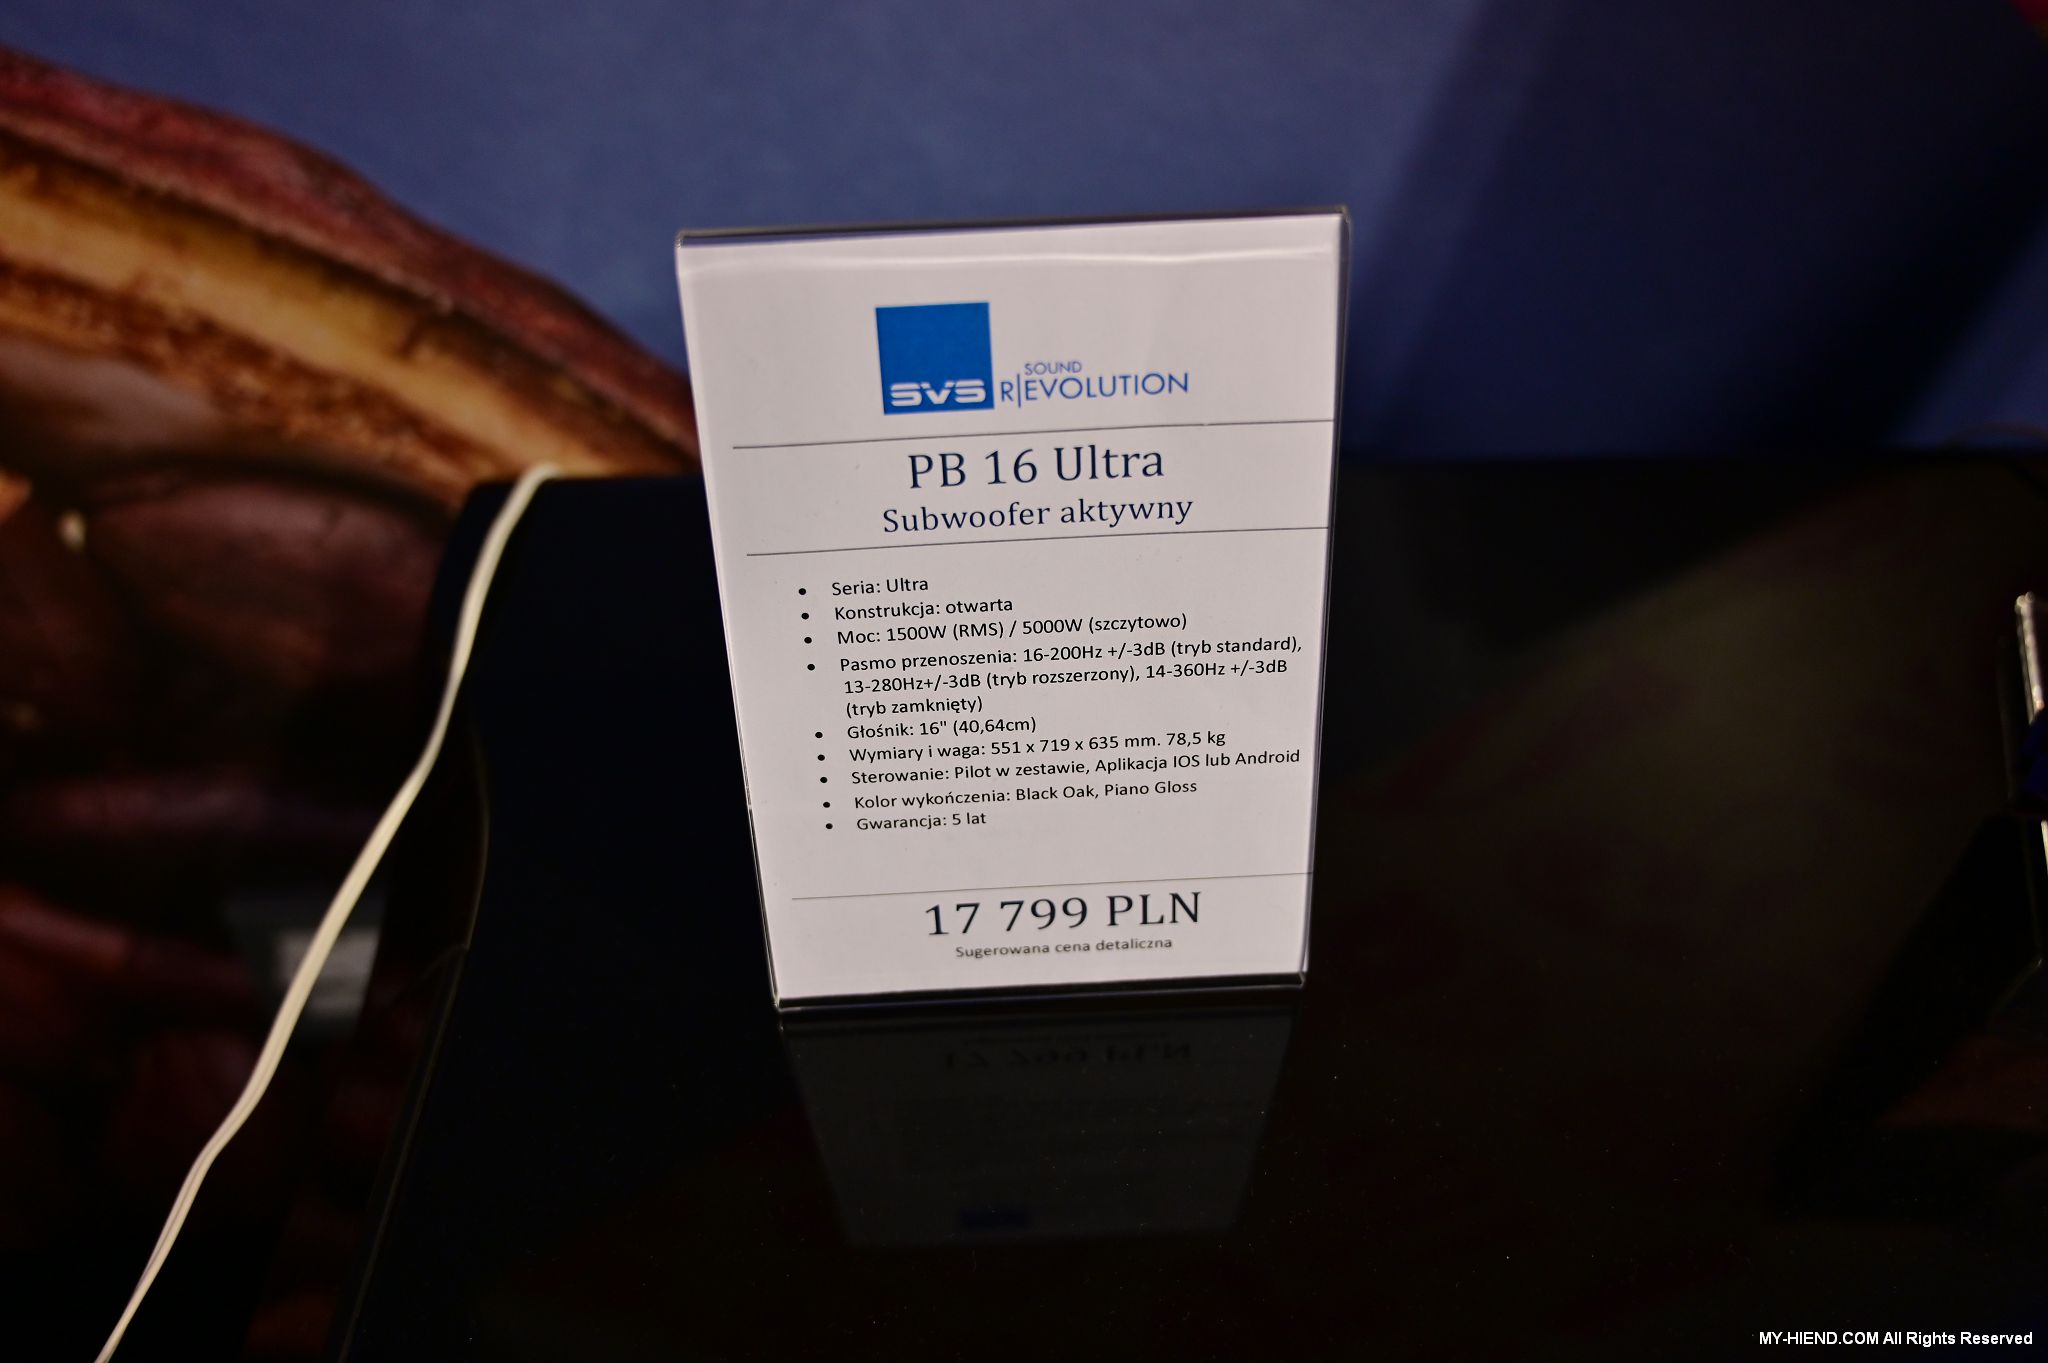 SVS
SOUND
R|EVOLUTION
PB 16 Ultra
Subwoofer aktywny
• Seria: Ultra
• Konstrukcja: otwarta
• Moc: 1500W (RMS) / 5000W (szczytowo)
• Pasmo przenoszenia: 16-200Hz +/-3dB (tryb standard),
13-280Hz+/-3dB (tryb rozszerzony), 14-360Hz +/-3dB
(tryb zamknięty)
• Głośnik: 16" (40,64cm)
• Wymiary i waga: 551 x 719 x 635 mm. 78,5 kg
• Sterowanie: Pilot w zestawie, Aplikacja IOS lub Android
• Kolor wykończenia: Black Oak, Piano Gloss
• Gwarancja: 5 lat
17 799 PLN
Sugerowana cena detaliczna
MY-HIEND.COM All Rights Reserved